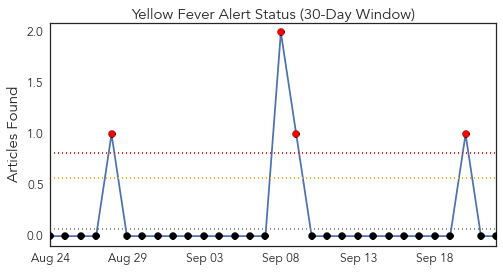 Yellow Fever Alert Status (30-Day Window)
Articles Found
2.0
1.5
1.0
0.5
0.0
Aug 24 Aug 29 Sep 03 Sep 08 Sep 13 Sep 18